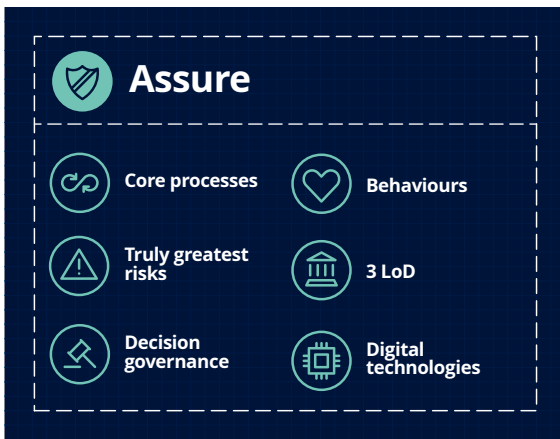 Assure
Core processes
Behaviours
Truly greatest
risks
3 LoD
Decision
governance
Digital
technologies